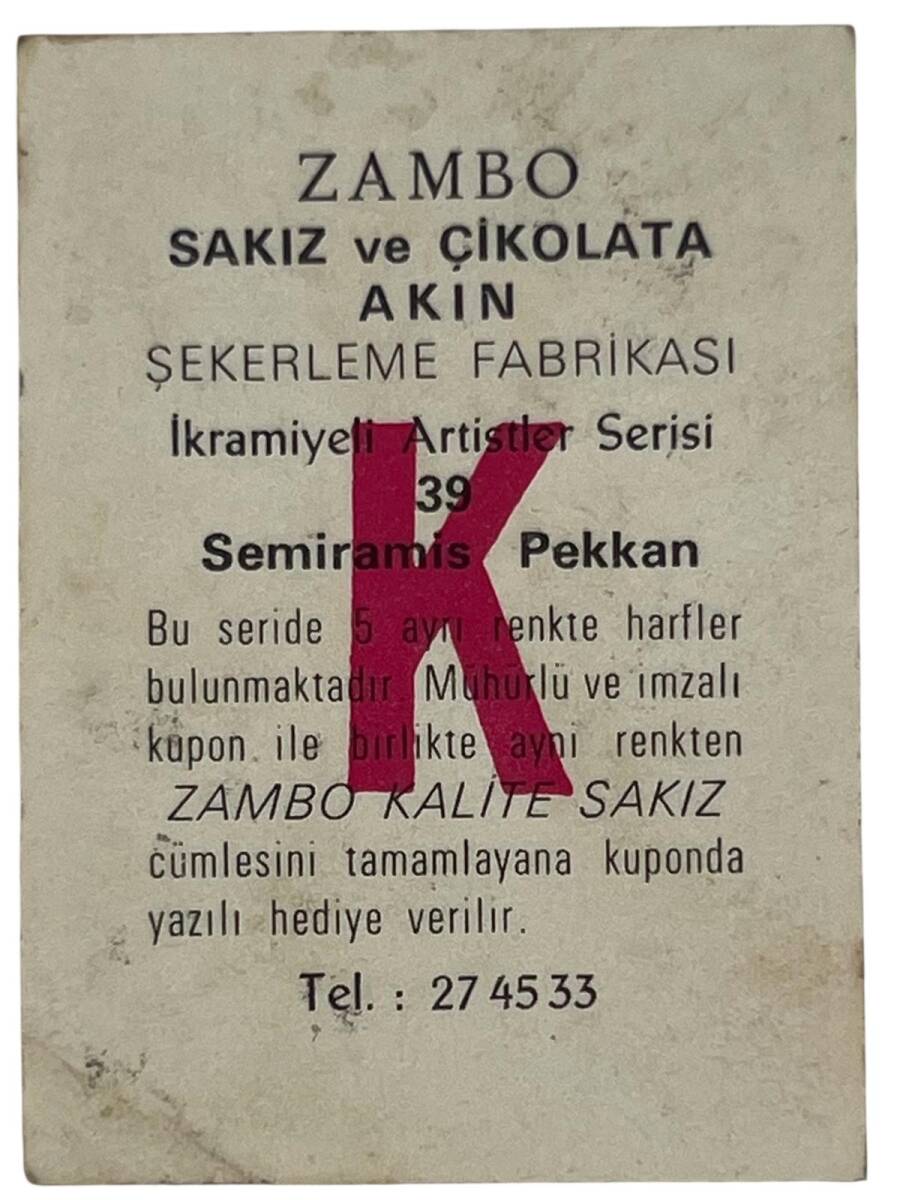 ZAMBO
SAKIZ ve ÇİKOLATA
AKIN
ŞEKERLEME FABRİKASI
İkramiyeli Artistler Serisi
39
Semiramis Pekkan
K
Bu seride 5 ayrı renkte harfler
bulunmaktadır. Mühürlü ve imzalı
kupon ile birlikte ayni renkten
ZAMBO KALİTE SAKIZ
cümlesini tamamlayana kuponda
yazılı hediye verilir.
Tel. : 27 45 33